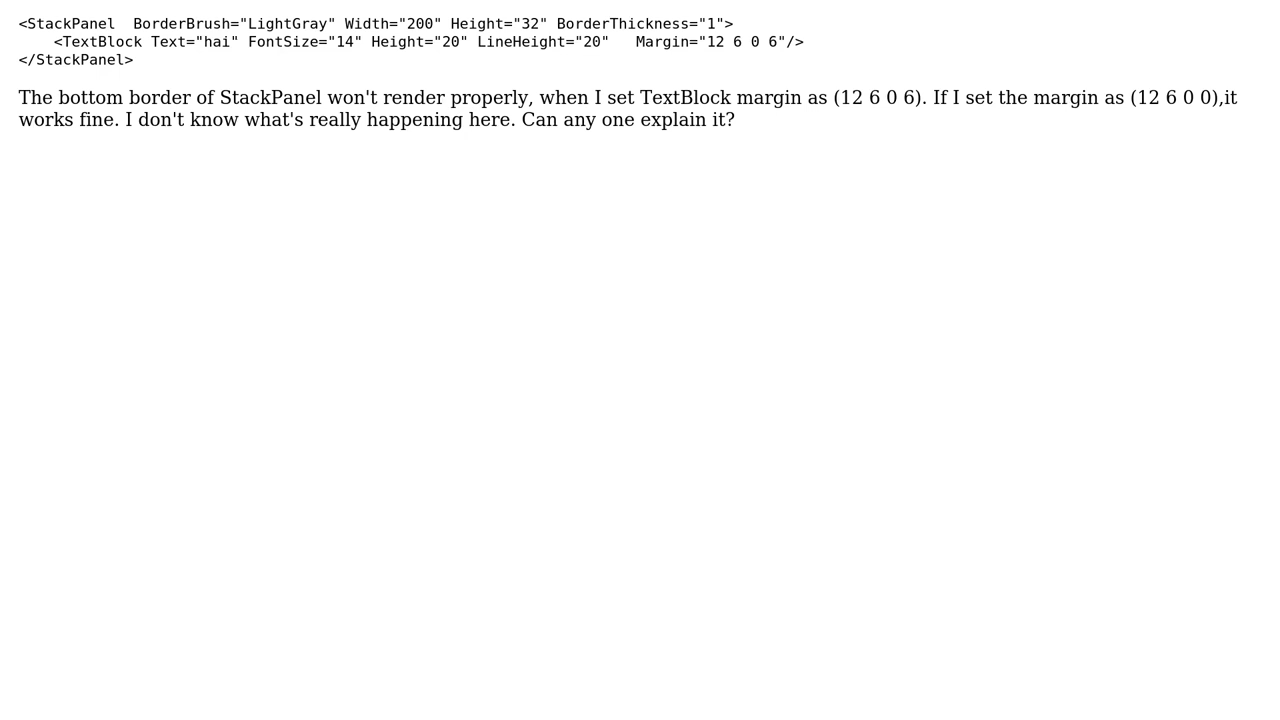 <StackPanel  BorderBrush="LightGray" Width="200" Height="32" BorderThickness="1">
    <TextBlock Text="hai" FontSize="14" Height="20" LineHeight="20"   Margin="12 6 0 6"/>
</StackPanel>
The bottom border of StackPanel won't render properly, when I set TextBlock margin as (12 6 0 6). If I set the margin as (12 6 0 0),it
works fine. I don't know what's really happening here. Can any one explain it?